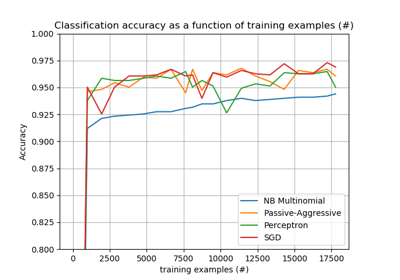 Classification accuracy as a function of training examples (#)
1.000
0.975
0.950
0.925
0.900
0.875
0.850
0.825
0.800
Accuracy
NB Multinomial
Passive-Aggressive
Perceptron
SGD
0 2500 5000 7500 10000 12500 15000 17500
training examples (#)